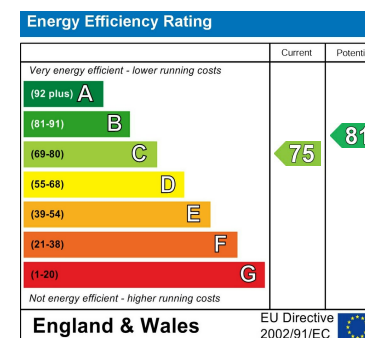 Energy Efficiency Rating
Current Potenti
Very energy efficient - lower running costs
(92 plus) A
(81-91) B
81
(69-80) C
75
(55-68) D
(39-54) E
(21-38) F
(1-20) G
Not energy efficient - higher running costs
England & Wales
EU Directive
2002/91/EC